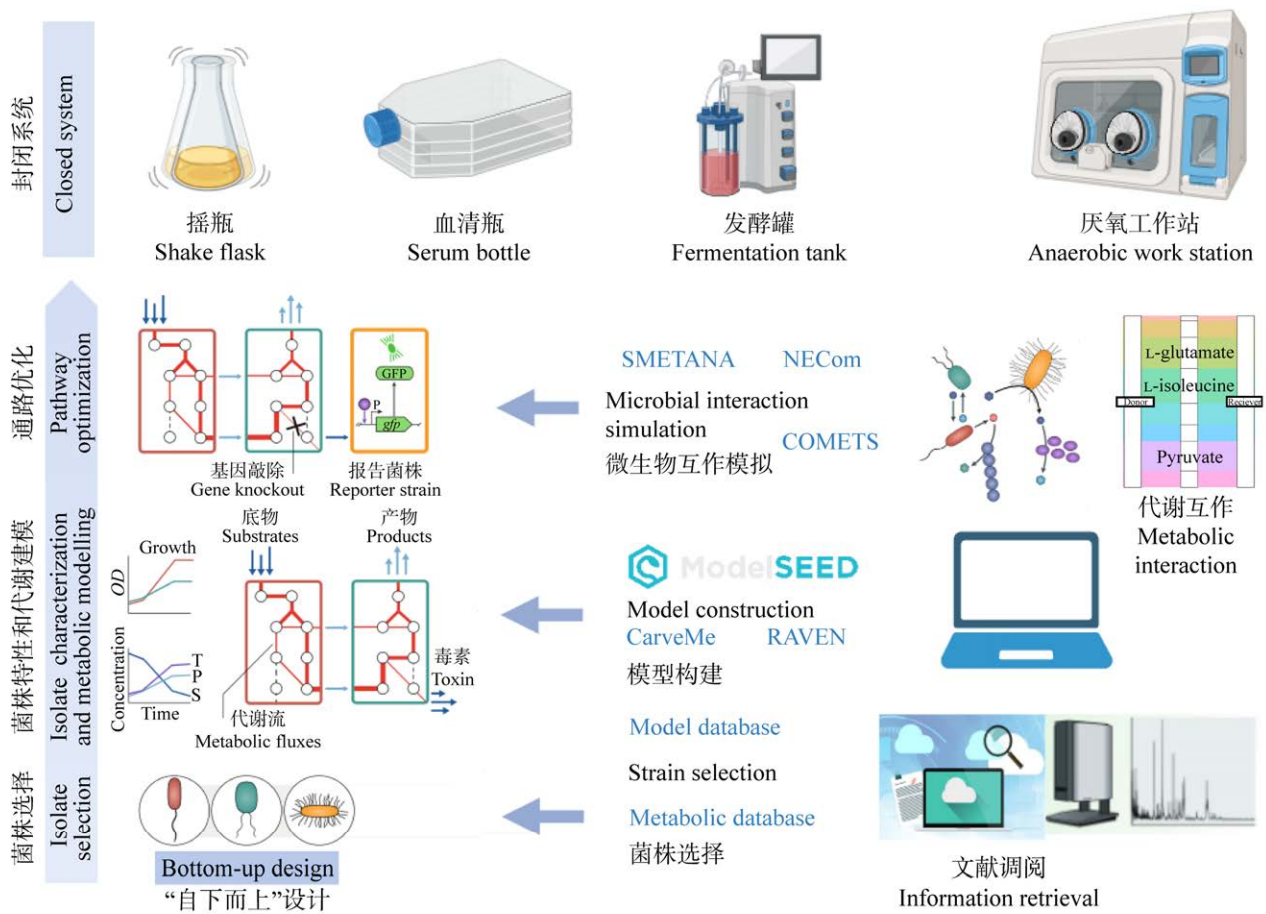 封闭系统
Closed system
摇瓶
Shake flask
血清瓶
Serum bottle
发酵罐
Fermentation tank
厌氧工作站
Anaerobic work station
通路优化
Pathway
optimization
GFP
P
gfp
基因敲除
Gene knockout
报告菌株
Reporter strain
SMETANA
NECom
Microbial interaction
simulation
COMETS
微生物互作模拟
L-glutamate
L-isoleucine
Donor
Reciever
Pyruvate
代谢互作
Metabolic
interaction
菌株特性和代谢建模
Isolate characterization
and metabolic modelling
Growth
OD
Concentration
T
P
S
Time
底物
Substrates
产物
Products
毒素
Toxin
代谢流
Metabolic fluxes
ModelSEED
Model construction
CarveMe
RAVEN
模型构建
菌株选择
Isolate
selection
Bottom-up design
“自下而上”设计
Model database
Strain selection
Metabolic database
菌株选择
文献调阅
Information retrieval